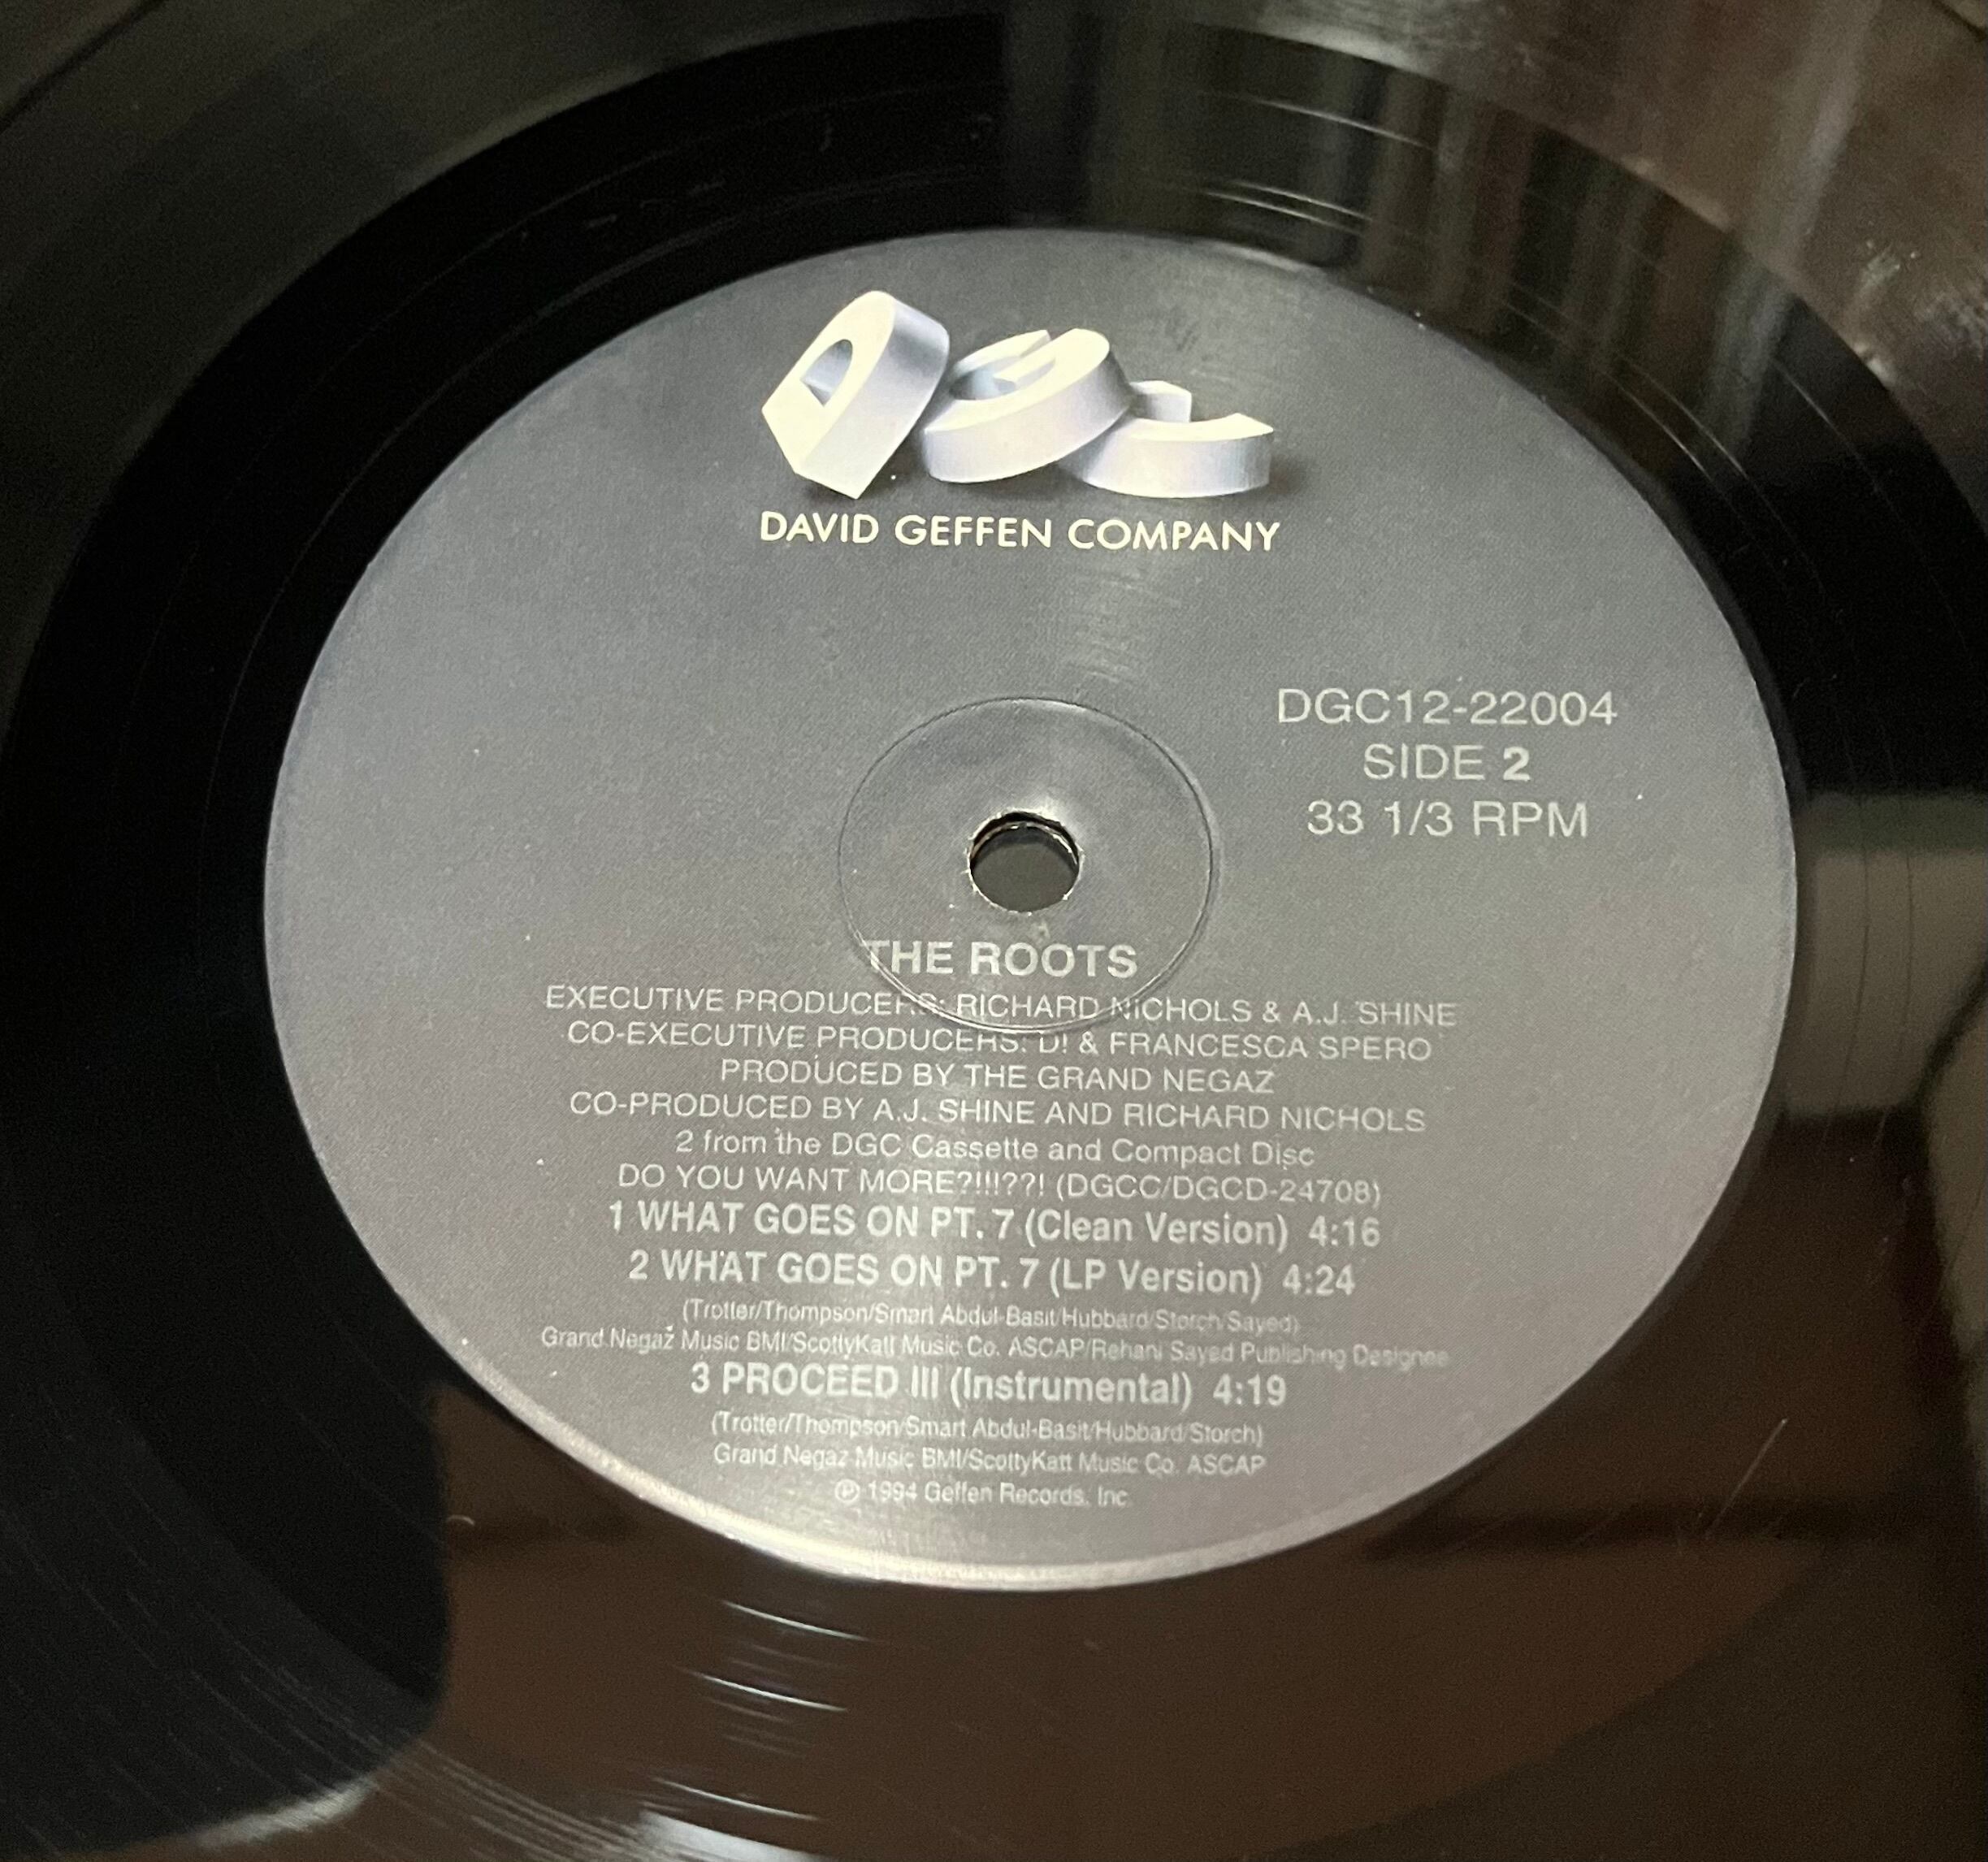 DGC
DAVID GEFFEN COMPANY
DGC12-22004
SIDE 2
33 1/3 RPM
THE ROOTS
EXECUTIVE PRODUCERS: RICHARD NICHOLS & A.J. SHINE
CO-EXECUTIVE PRODUCERS: D! & FRANCESCA SPERO
PRODUCED BY THE GRAND NEGAZ
CO-PRODUCED BY A.J. SHINE AND RICHARD NICHOLS
2 from the DGC Cassette and Compact Disc
DO YOU WANT MORE?!!!??! (DGCC/DGCD-24708)
1 WHAT GOES ON PT. 7 (Clean Version) 4:16
2 WHAT GOES ON PT. 7 (LP Version) 4:24
(Trotter/Thompson/Smart Abdul-Basit/Hubbard/Storch/Sayed)
Grand Negaz Music BMI/ScottyKatt Music Co. ASCAP/Rehani Sayed Publishing Designee
3 PROCEED III (Instrumental) 4:19
(Trotter/Thompson/Smart Abdul-Basit/Hubbard/Storch)
Grand Negaz Music BMI/ScottyKatt Music Co. ASCAP
℗ 1994 Geffen Records, Inc.